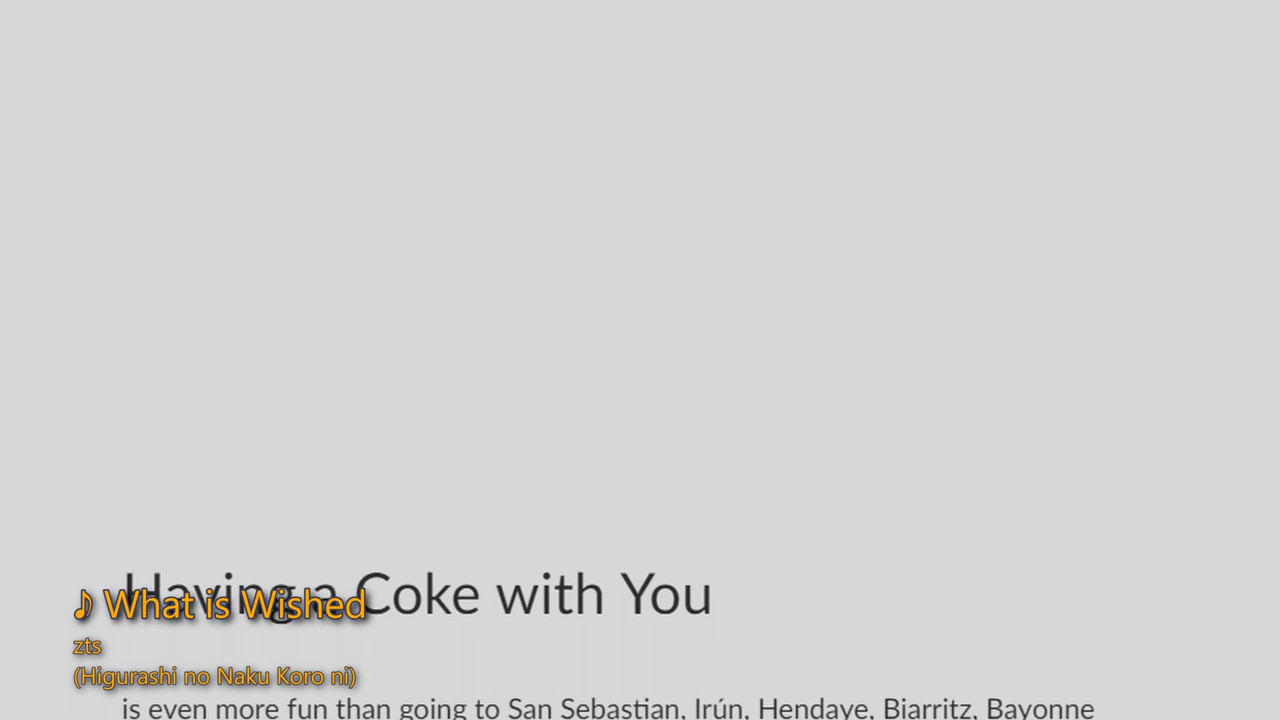 Having a Coke with You
♪ What is Wished
zts
(Higurashi no Naku Koro ni)
is even more fun than going to San Sebastian, Irún, Hendaye, Biarritz, Bayonne